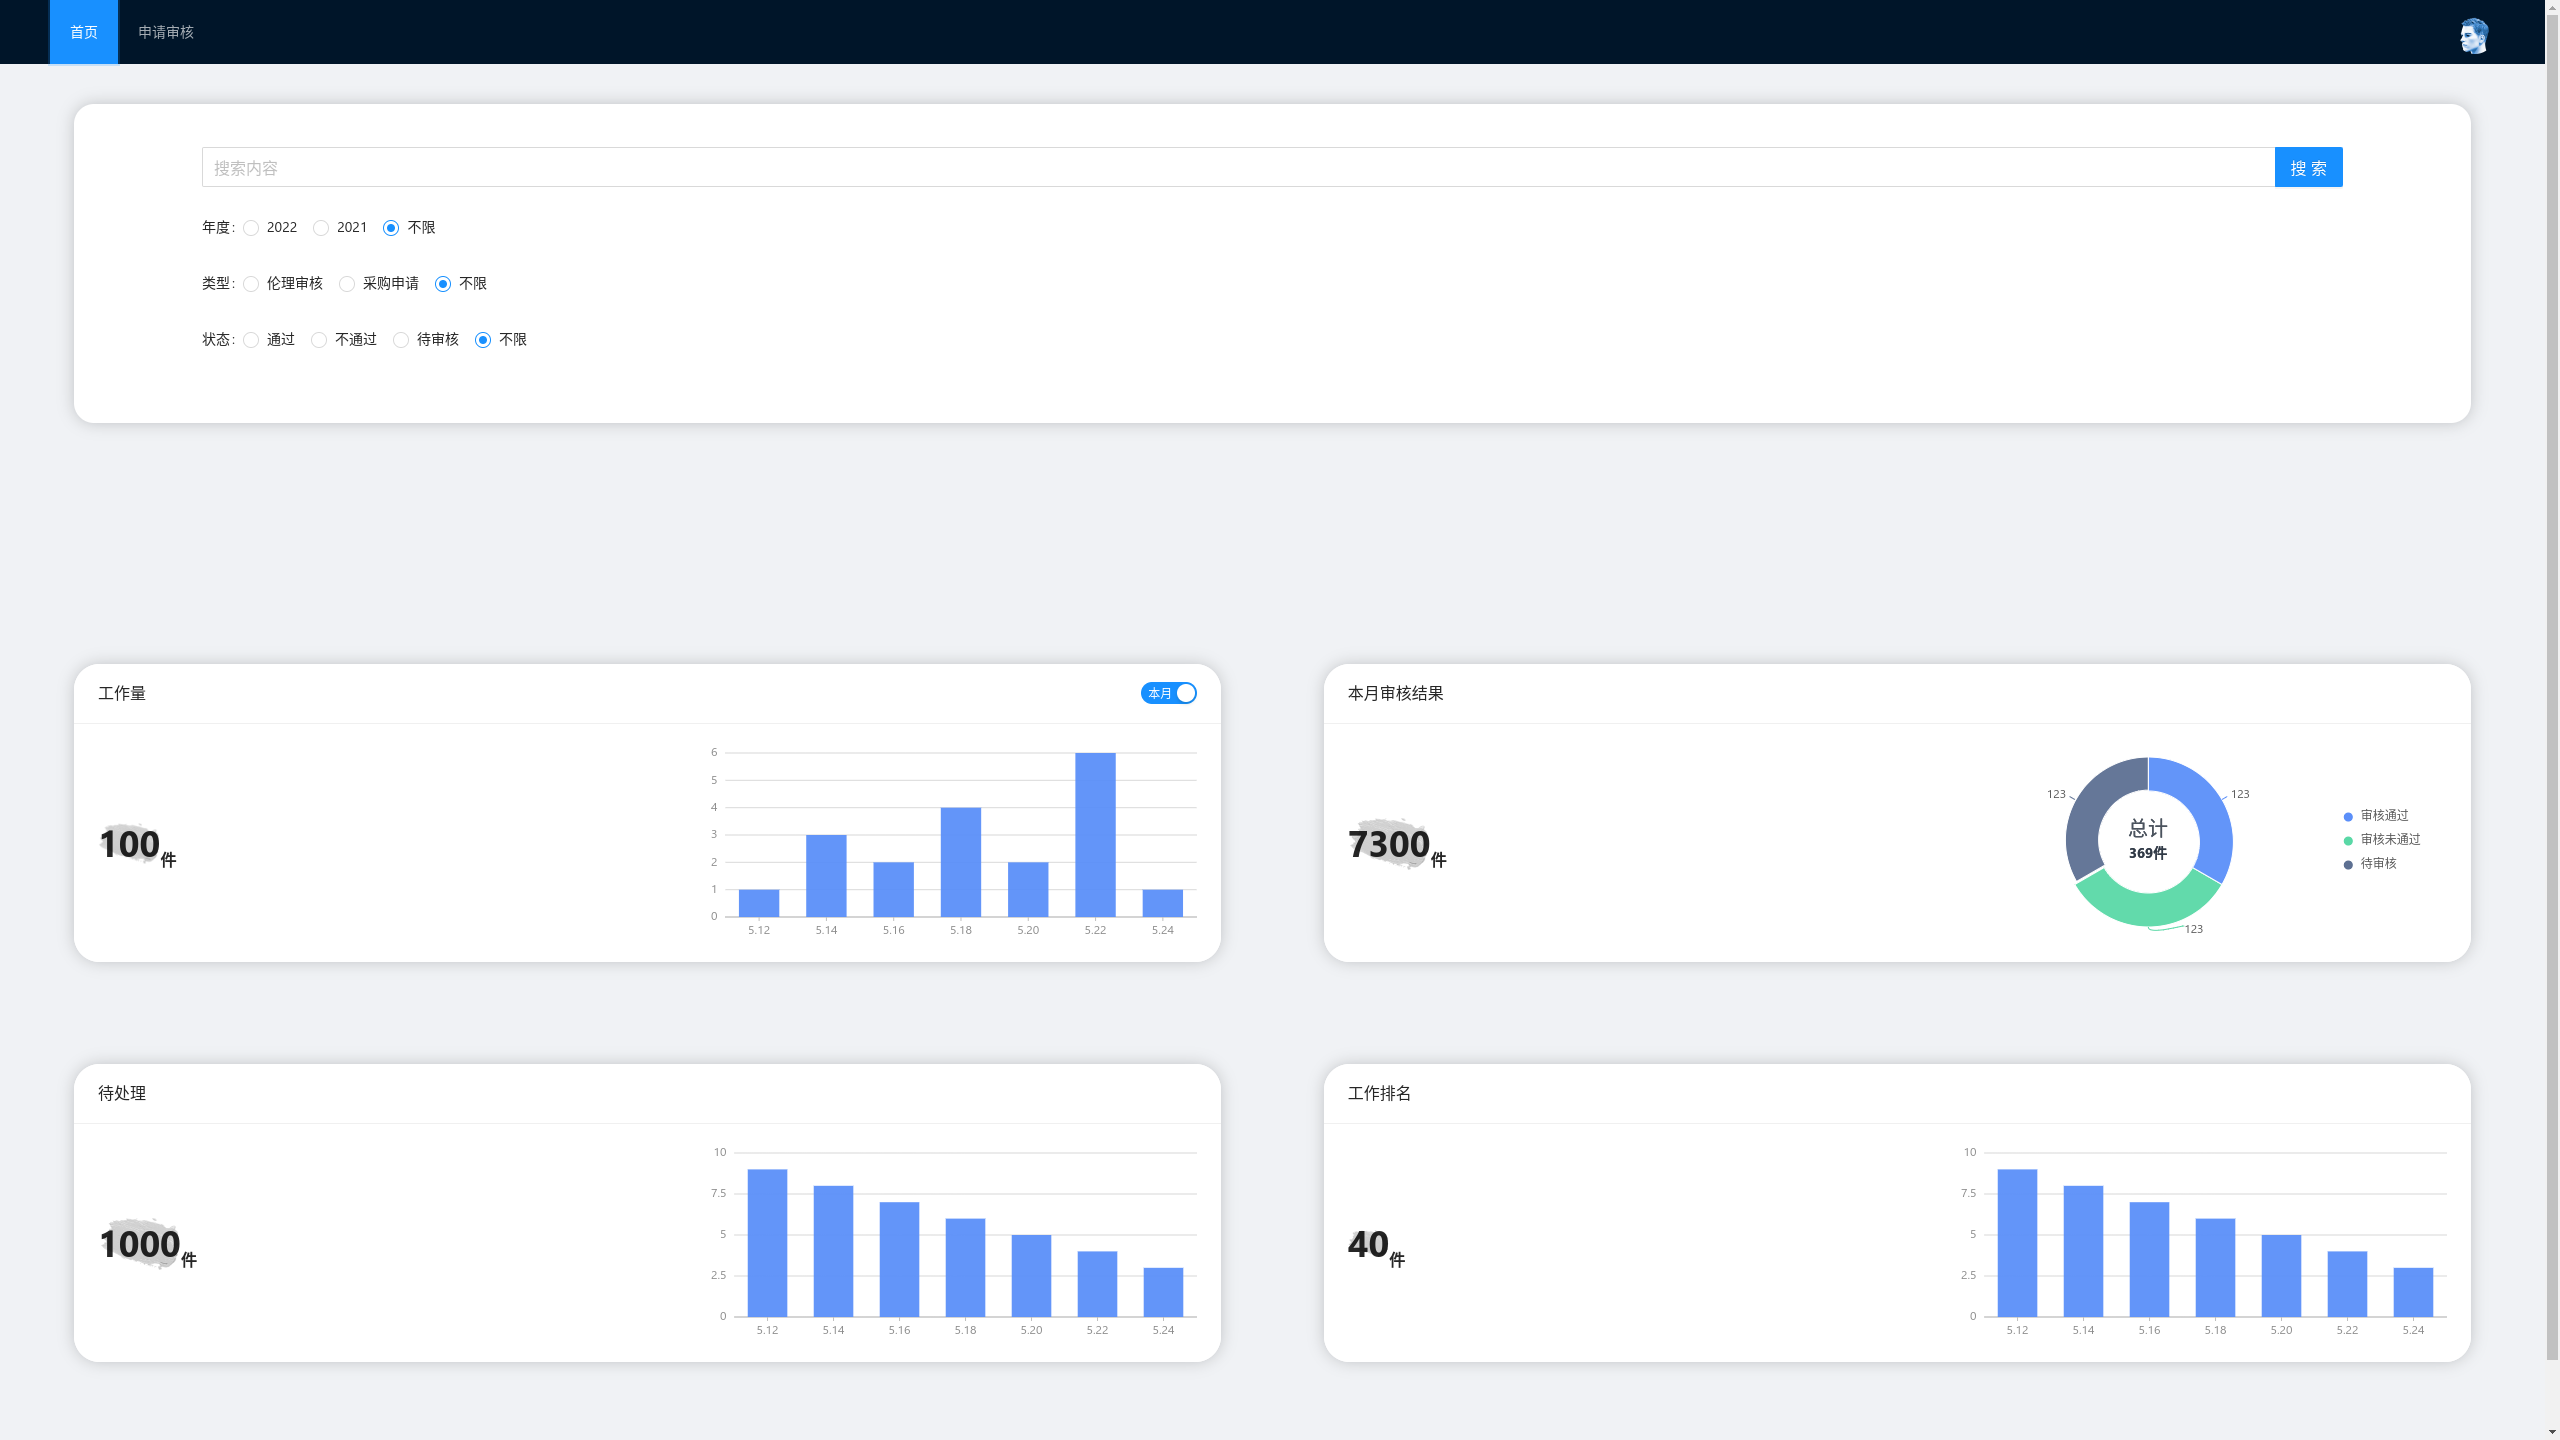 首页 申请审核
搜索内容 搜 索
年度: 2022 2021 不限
类型: 伦理审核 采购申请 不限
状态: 通过 不通过 待审核 不限
工作量 本月
100件
6
5
4
3
2
1
0
5.12 5.14 5.16 5.18 5.20 5.22 5.24
本月审核结果
7300件
123 123
总计
369件
123
审核通过
审核未通过
待审核
待处理
1000件
10
7.5
5
2.5
0
5.12 5.14 5.16 5.18 5.20 5.22 5.24
工作排名
40件
10
7.5
5
2.5
0
5.12 5.14 5.16 5.18 5.20 5.22 5.24